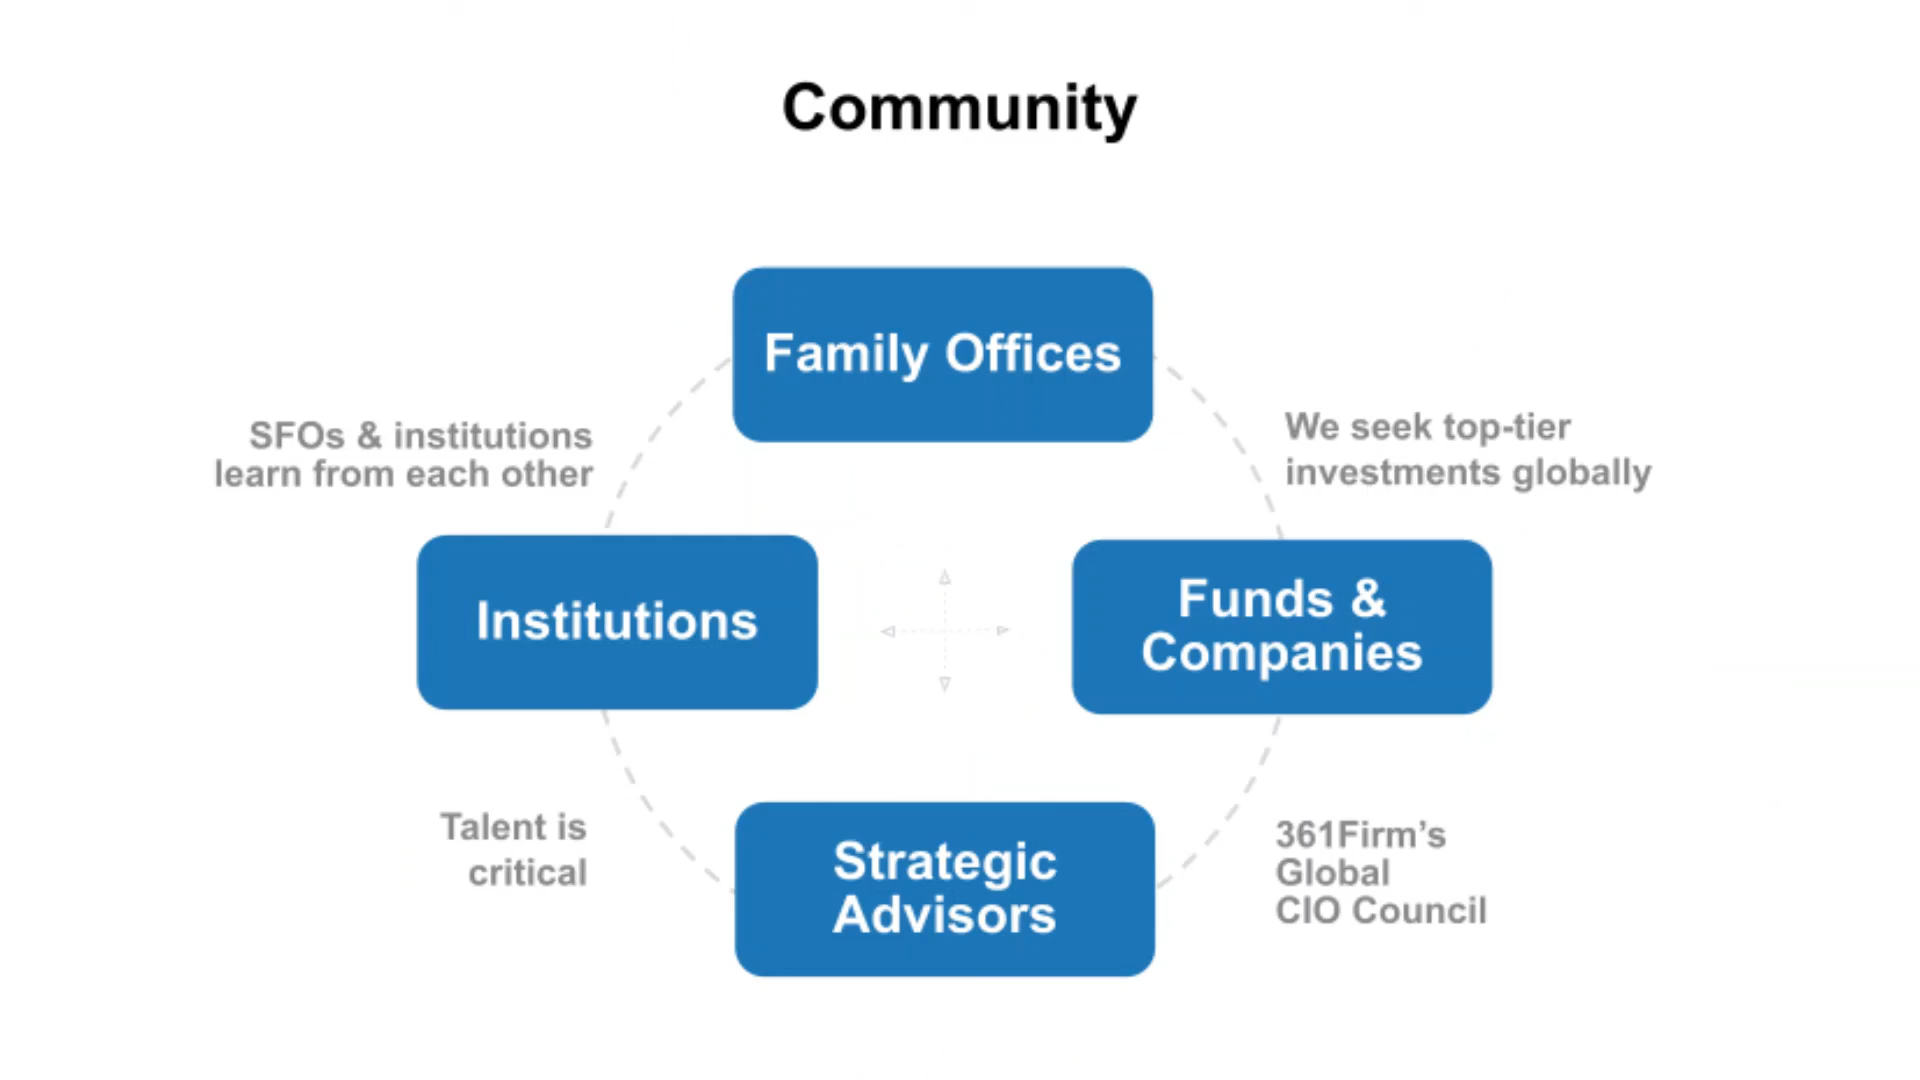 Community
Family Offices
SFOs & institutions
learn from each other
We seek top-tier
investments globally
Institutions
Funds &
Companies
Talent is
critical
Strategic
Advisors
361Firm’s
Global
CIO Council